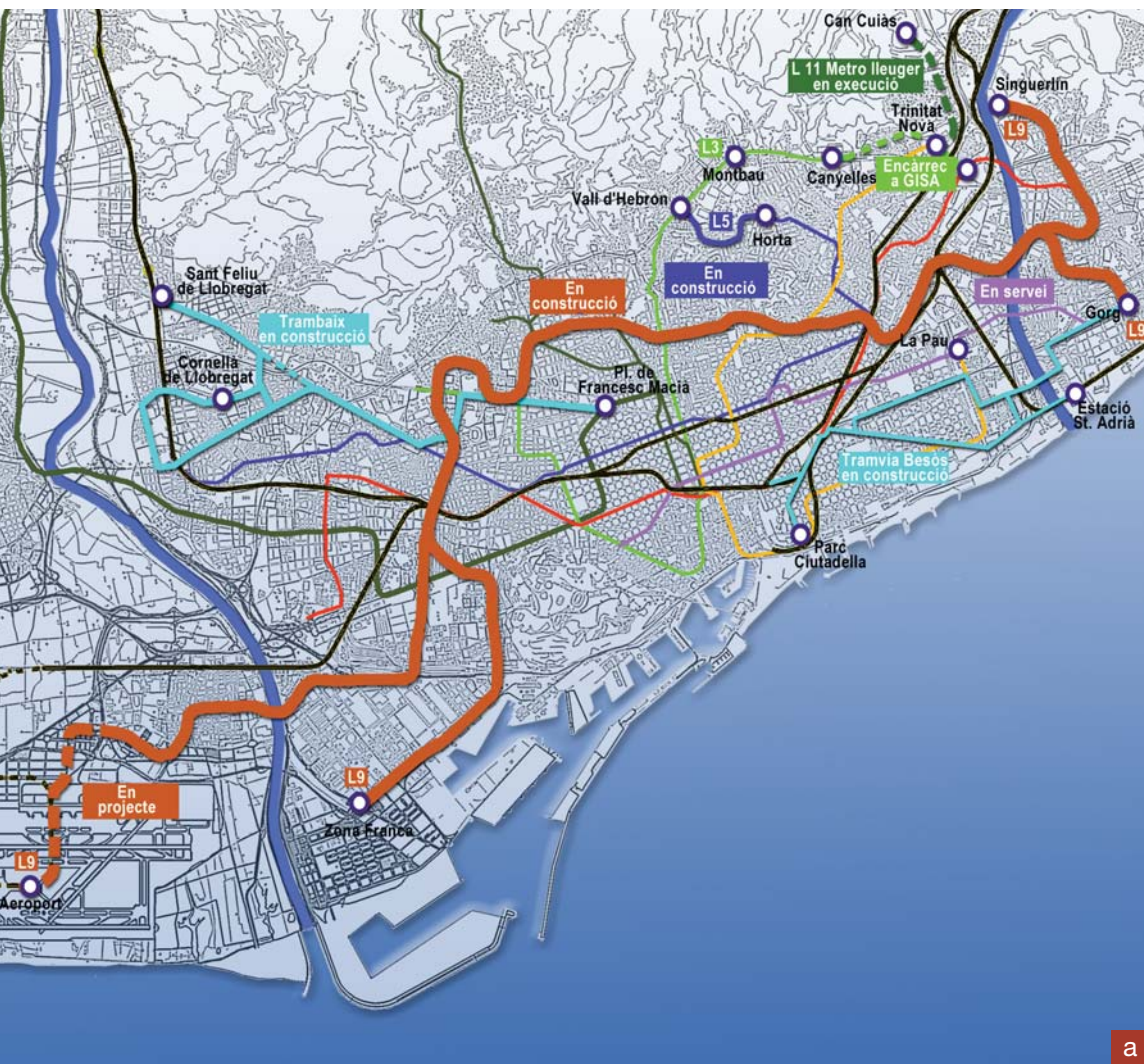 Can Cuiàs
L 11 Metro lleuger
en execució
Singuerlín
L9
Trinitat
Nova
L3
Montbau
Canyelles
Encàrrec
a GISA
Vall d'Hebron
L5
Horta
En
construcció
En
construcció
Sant Feliu
de Llobregat
Trambaix
en construcció
En servei
Gorg
L9
La Pau
Cornellà
de Llobregat
Pl. de
Francesc Macià
Estació
St. Adrià
Tramvia Besòs
en construcció
Parc
Ciutadella
En
projecte
L9
Zona Franca
L9
Aeroport
a